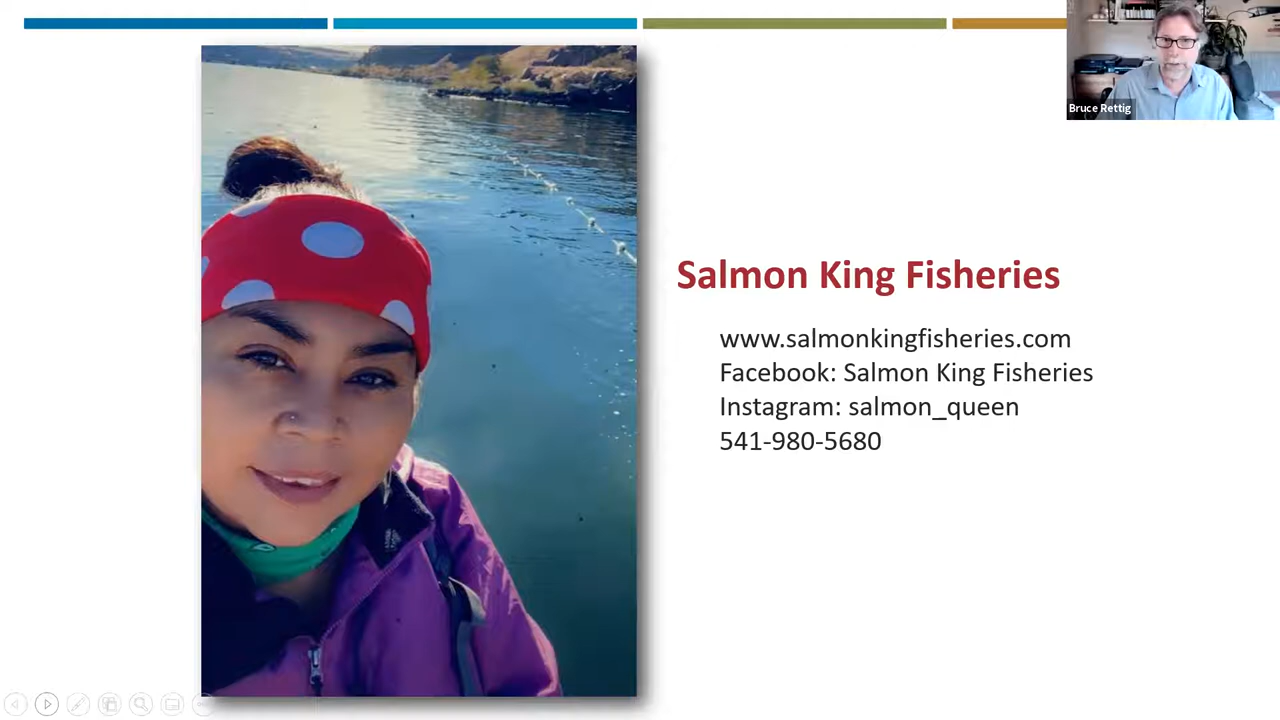 Bruce Rettig
Salmon King Fisheries
www.salmonkingfisheries.com
Facebook: Salmon King Fisheries
Instagram: salmon_queen
541-980-5680